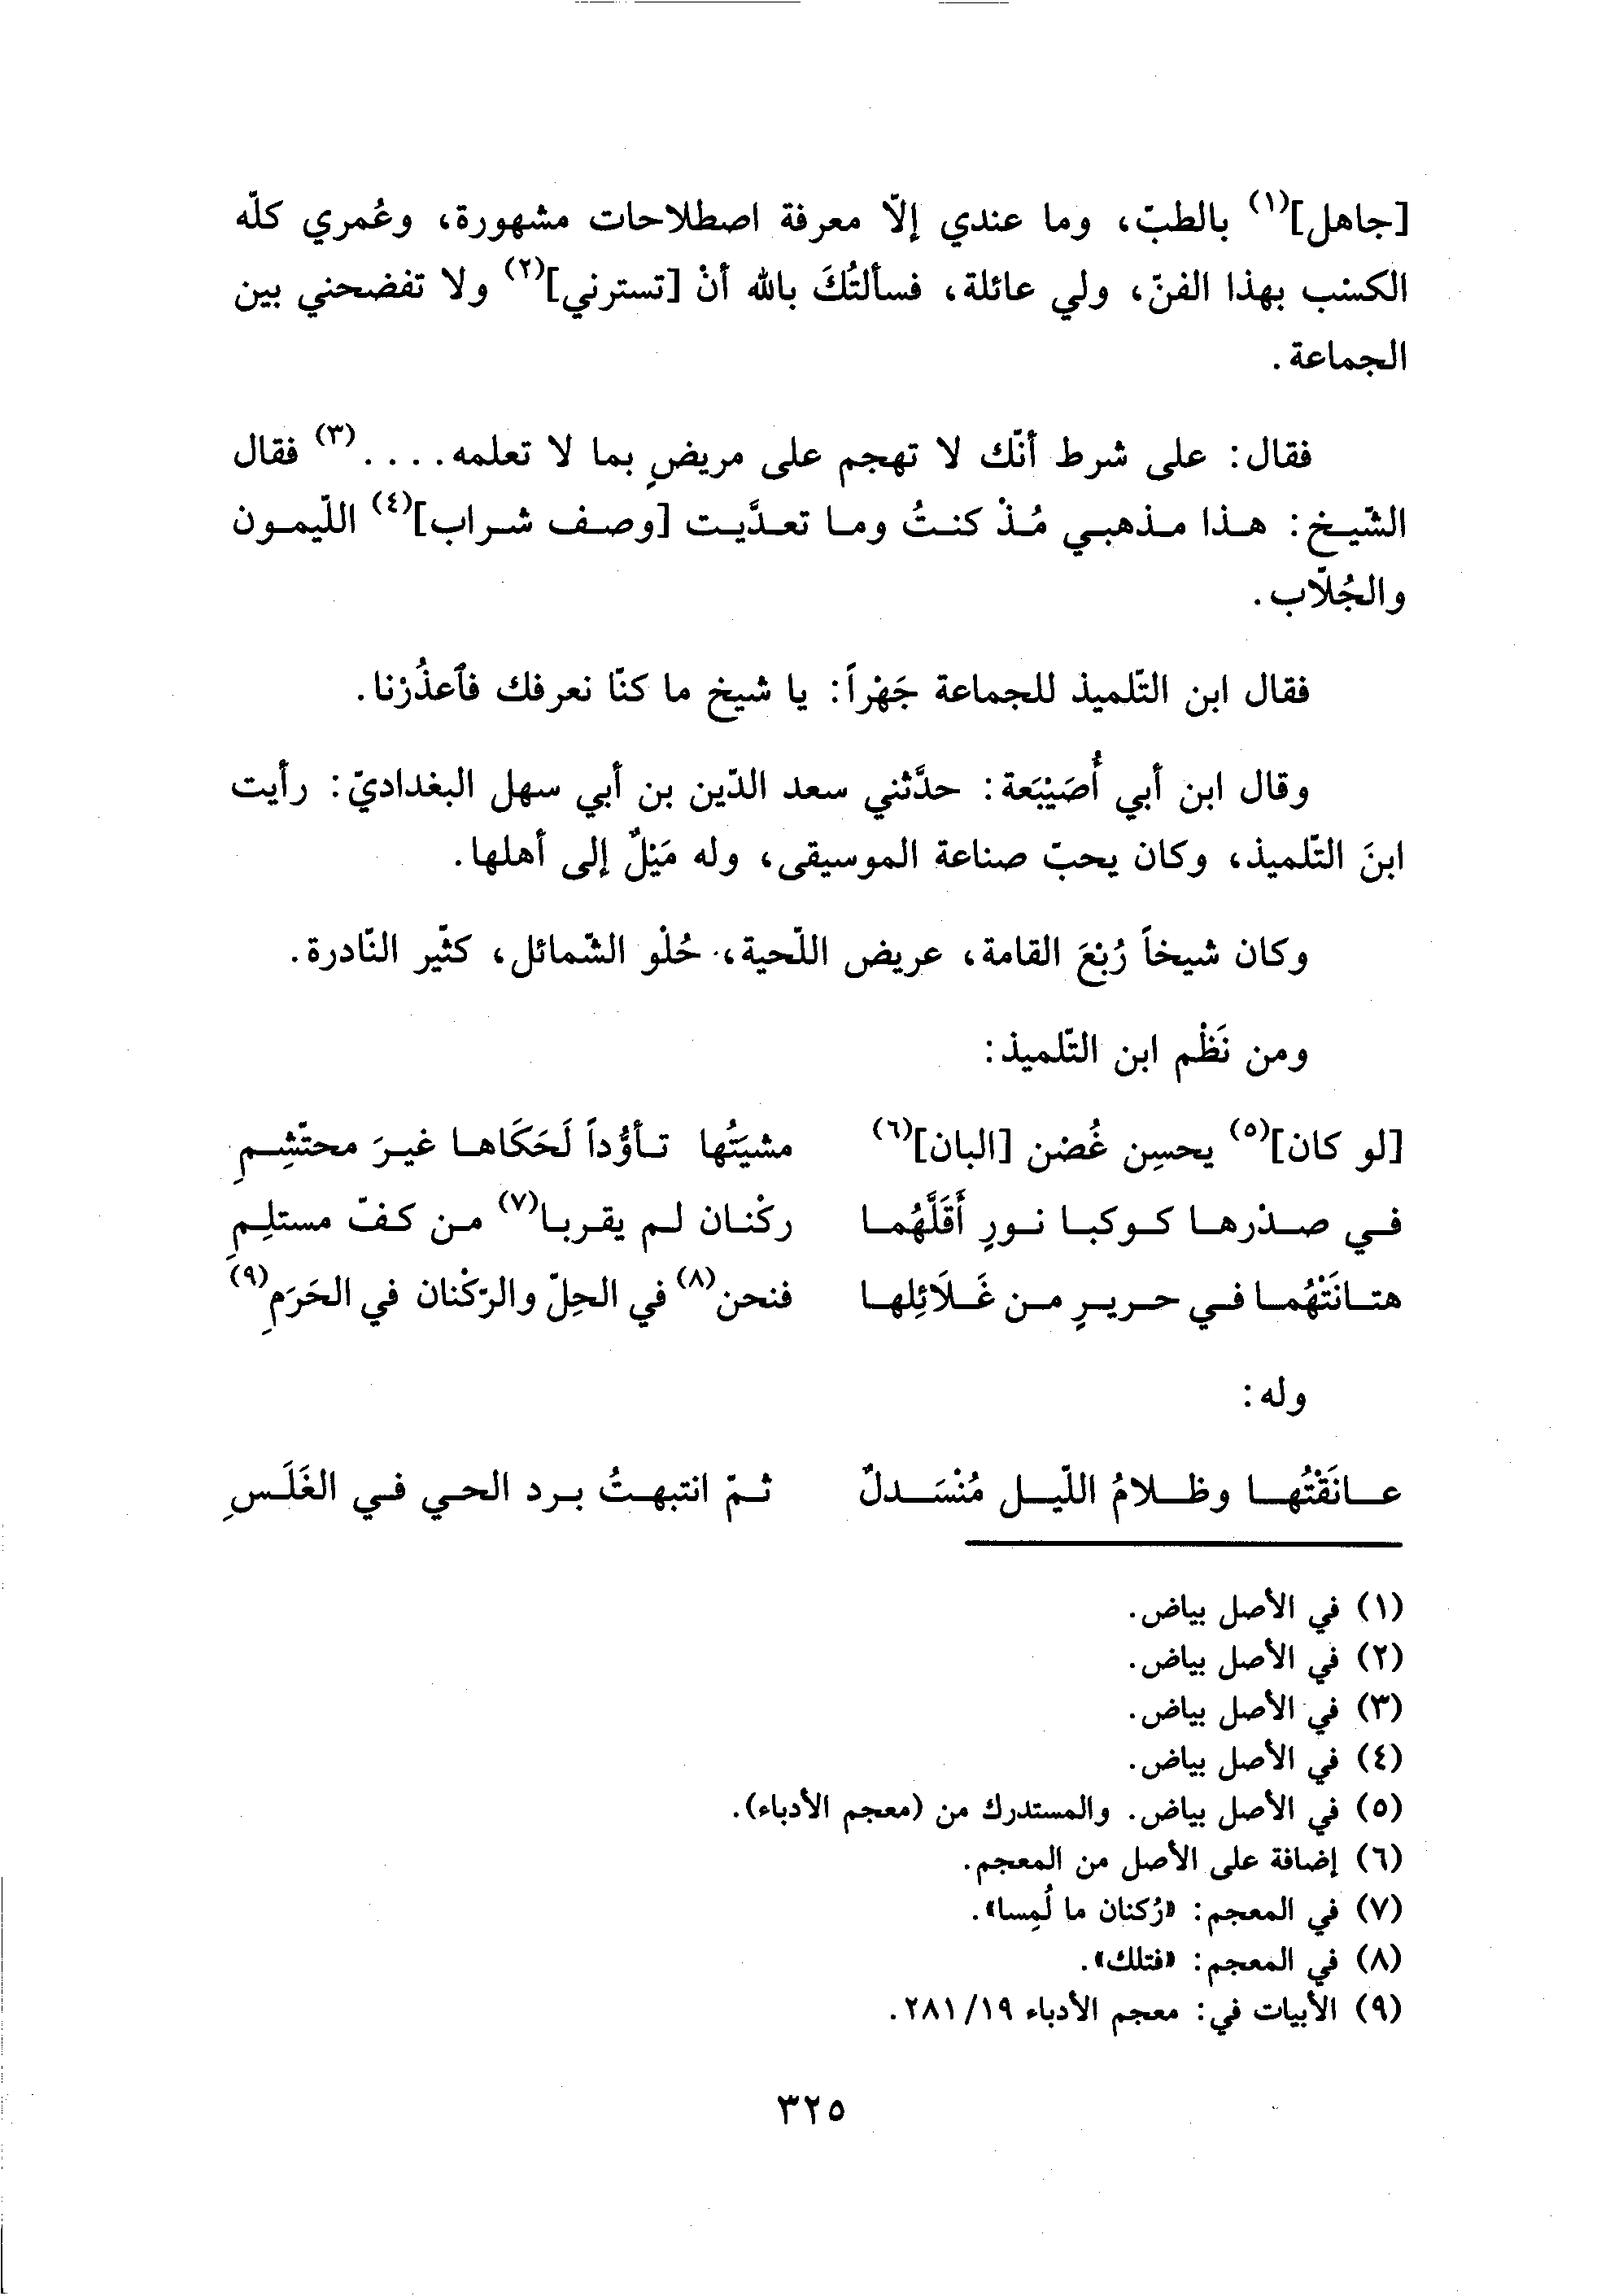 [جاهل]⁽١⁾ بالطبّ، وما عندي إلاّ معرفة اصطلاحات مشهورة، وعُمري كلّه
الكسْب بهذا الفنّ، ولي عائلة، فسألتُكَ بالله أنْ [تسترني]⁽٢⁾ ولا تفضحني بين
الجماعة.
فقال: على شرط أنّك لا تهجم على مريضٍ بما لا تعلمه....⁽٣⁾ فقال
الشّيخ: هذا مذهبي مُذْ كنتُ وما تعدَّيت [وصف شراب]⁽٤⁾ اللّيمون
والجُلاّب.
فقال ابن التّلميذ للجماعة جَهْراً: يا شيخ ما كنّا نعرفك فٱعذُرْنا.
وقال ابن أبي أُصَيْبَعة: حدَّثني سعد الدّين بن أبي سهل البغداديّ: رأيت
ابنَ التّلميذ، وكان يحبّ صناعة الموسيقى، وله مَيْلٌ إلى أهلها.
وكان شيخاً رُبْعَ القامة، عريض اللّحية، حُلْو الشّمائل، كثّير النّادرة.
ومن نَظْم ابن التّلميذ:
[لو كان]⁽٥⁾ يحسِن غُصْن [البان]⁽٦⁾ مشيَتُها تأوُّداً لَحَكَاها غيرَ محتّشِمِ
في صدْرها كوكبا نورٍ أَقَلَّهُما ركْنان لم يقربا⁽٧⁾ من كفّ مستلِمِ
هتانَتْهُما في حريرٍ من غَلَائِلها فنحن⁽٨⁾ في الحِلّ والرّكْنان في الحَرَمِ⁽٩⁾
وله:
عانَقْتُها وظلامُ اللّيل مُنْسَدلٌ ثمّ انتبهتُ برد الحي في الغَلَسِ
(١) في الأصل بياض.
(٢) في الأصل بياض.
(٣) في الأصل بياض.
(٤) في الأصل بياض.
(٥) في الأصل بياض. والمستدرك من (معجم الأدباء).
(٦) إضافة على الأصل من المعجم.
(٧) في المعجم: «رُكنان ما لُمِسا».
(٨) في المعجم: «فتلك».
(٩) الأبيات في: معجم الأدباء ٢٨١/١٩.
٣٢٥